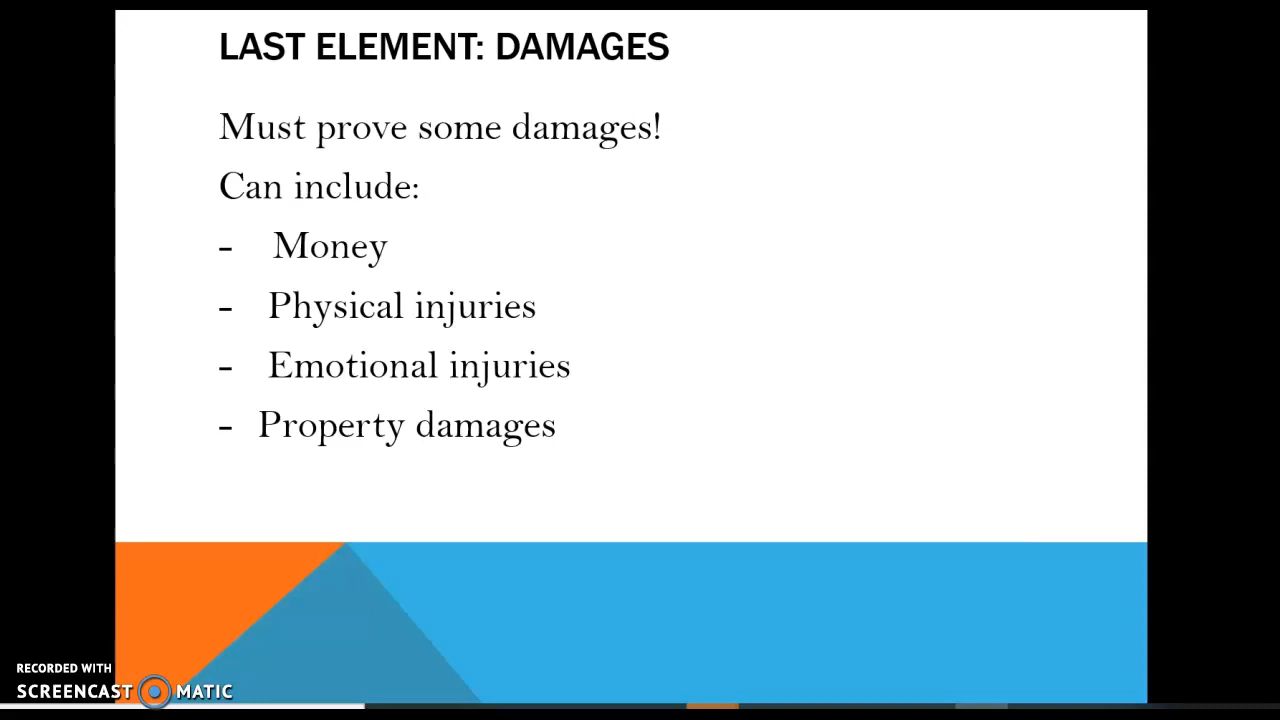 LAST ELEMENT: DAMAGES
Must prove some damages!
Can include:
- Money
- Physical injuries
- Emotional injuries
- Property damages
RECORDED WITH
SCREENCAST MATIC